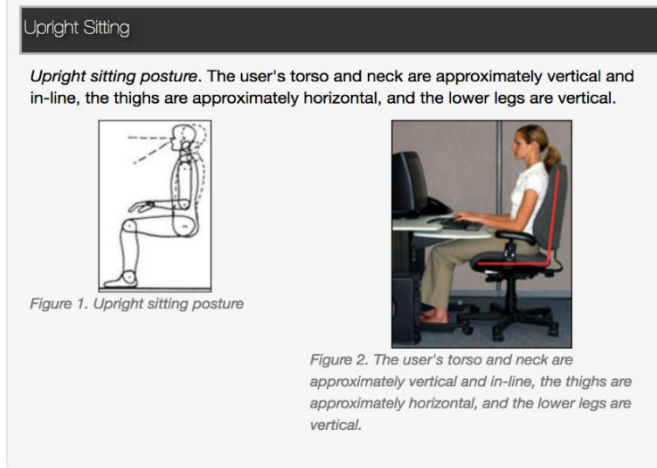 Upright Sitting
Upright sitting posture. The user's torso and neck are approximately vertical and
in-line, the thighs are approximately horizontal, and the lower legs are vertical.
Figure 1. Upright sitting posture
Figure 2. The user's torso and neck are
approximately vertical and in-line, the thighs are
approximately horizontal, and the lower legs are
vertical.